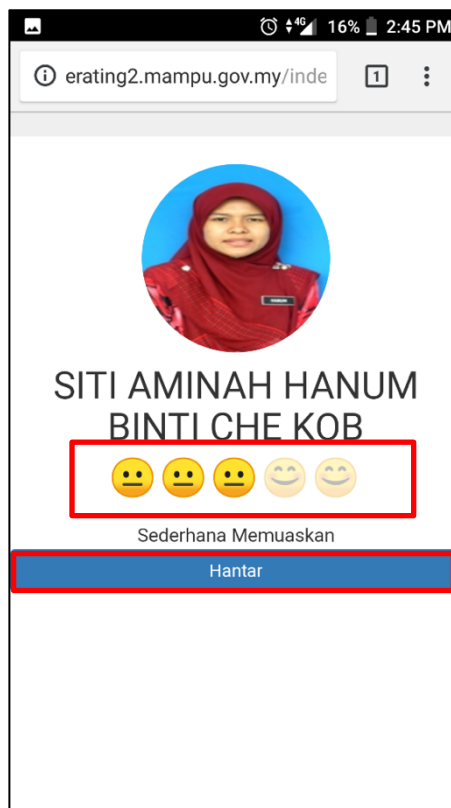 4G 16% 2:45 PM
erating2.mampu.gov.my/inde
1
SITI AMINAH HANUM
BINTI CHE KOB
Sederhana Memuaskan
Hantar